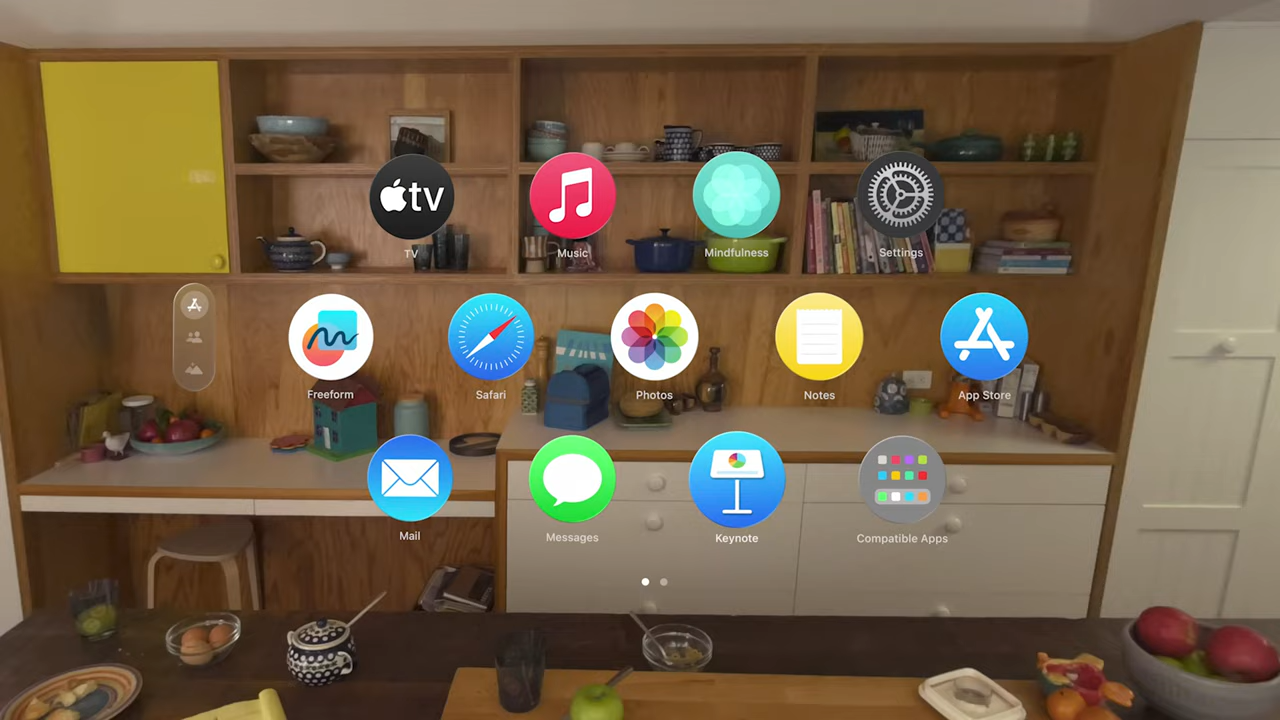 tv
TV
Music
Mindfulness
Settings
Freeform
Safari
Photos
Notes
App Store
Mail
Messages
Keynote
Compatible Apps